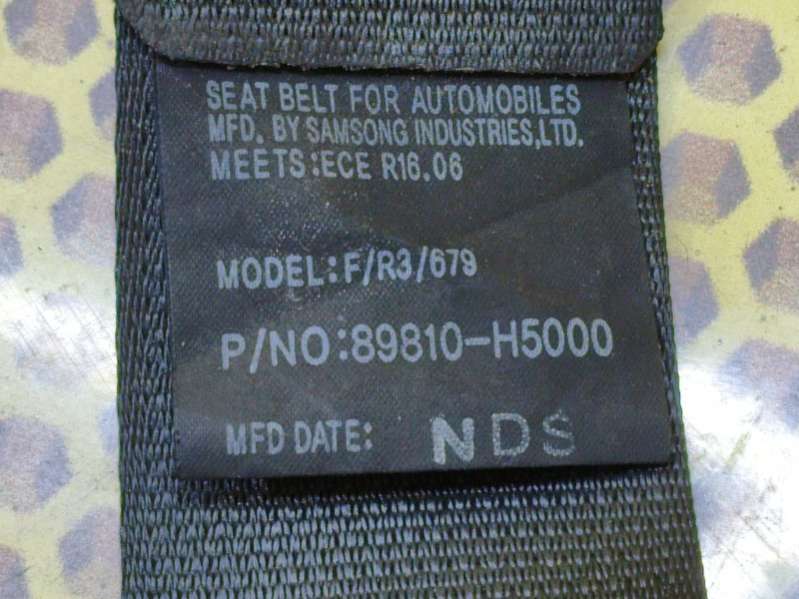 SEAT BELT FOR AUTOMOBILES
MFD. BY SAMSONG INDUSTRIES,LTD.
MEETS:ECE R16.06
MODEL:F/R3/679
P/NO:89810-H5000
MFD DATE: NDS